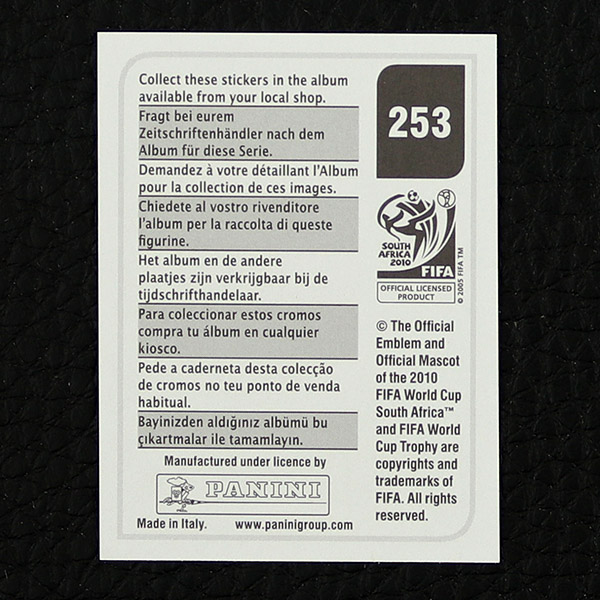 Collect these stickers in the album
available from your local shop.
Fragt bei eurem
Zeitschriftenhändler nach dem
Album für diese Serie.
Demandez à votre détaillant l'Album
pour la collection de ces images.
Chiedete al vostro rivenditore
l'album per la raccolta di queste
figurine.
Het album en de andere
plaatjes zijn verkrijgbaar bij de
tijdschrifthandelaar.
Para coleccionar estos cromos
compra tu álbum en cualquier
kiosco.
Pede a caderneta desta colecção
de cromos no teu ponto de venda
habitual.
Bayinizden aldığınız albümü bu
çıkartmalar ile tamamlayın.
Manufactured under licence by
PANINI
Made in Italy. www.paninigroup.com
253
SOUTH
AFRICA
2010
FIFA
OFFICIAL LICENSED
PRODUCT
© 2005 FIFA TM
© The Official
Emblem and
Official Mascot
of the 2010
FIFA World Cup
South Africa™
and FIFA World
Cup Trophy are
copyrights and
trademarks of
FIFA. All rights
reserved.